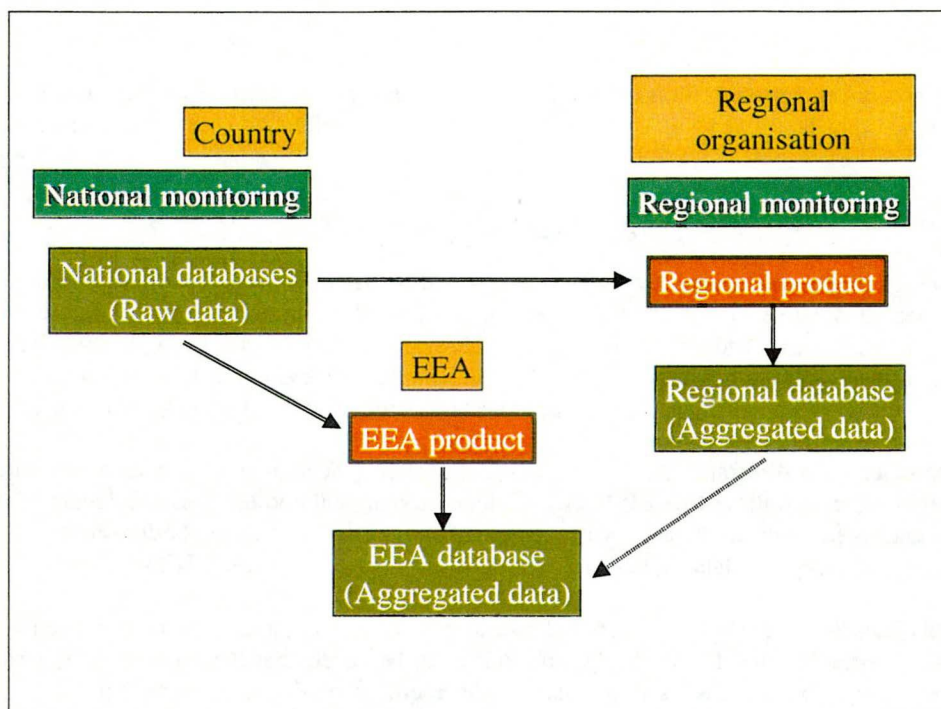 Country
National monitoring
National databases
(Raw data)
Regional
organisation
Regional monitoring
Regional product
Regional database
(Aggregated data)
EEA
EEA product
EEA database
(Aggregated data)